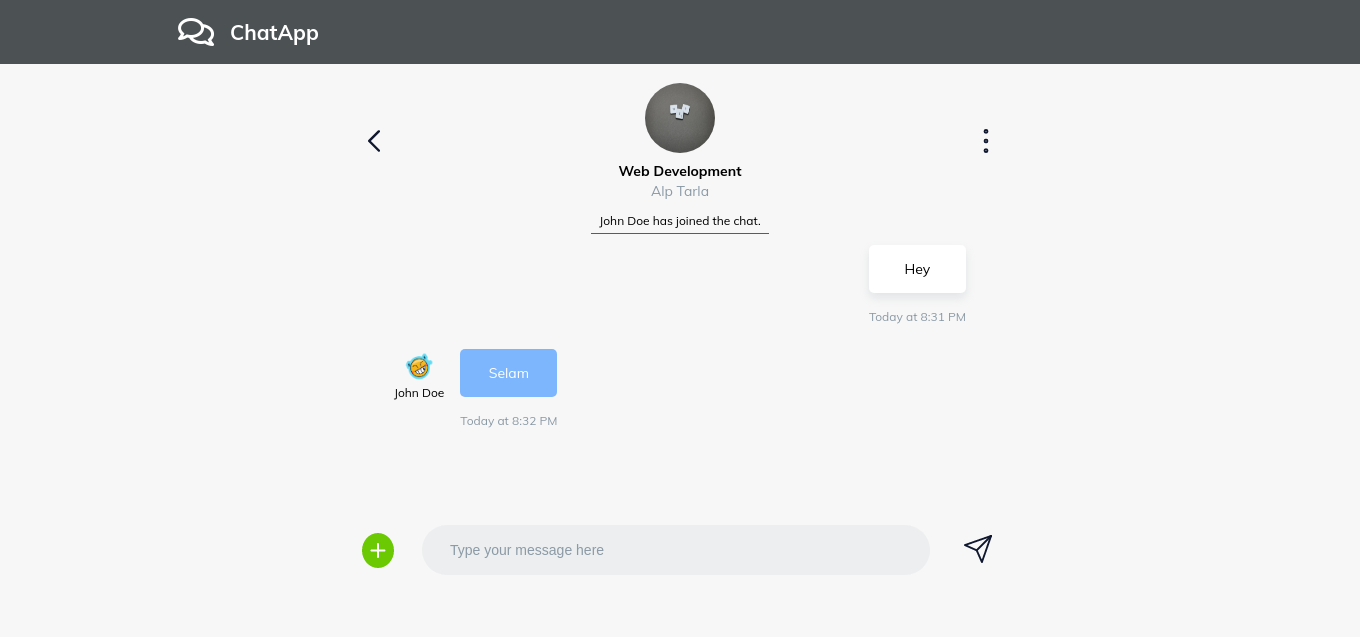 ChatApp
Web Development
Alp Tarla
John Doe has joined the chat.
Hey
Today at 8:31 PM
Selam
John Doe
Today at 8:32 PM
Type your message here